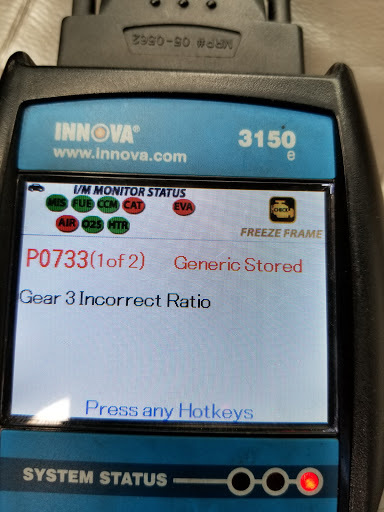 MRP# 05-0562
INNOVA®
www.innova.com
3150
e
I/M MONITOR STATUS
MIS FUE CCM CAT EVA
AIR O2S HTR
CHECK
FREEZE FRAME
P0733(1of 2) Generic Stored
Gear 3 Incorrect Ratio
Press any Hotkeys
SYSTEM STATUS